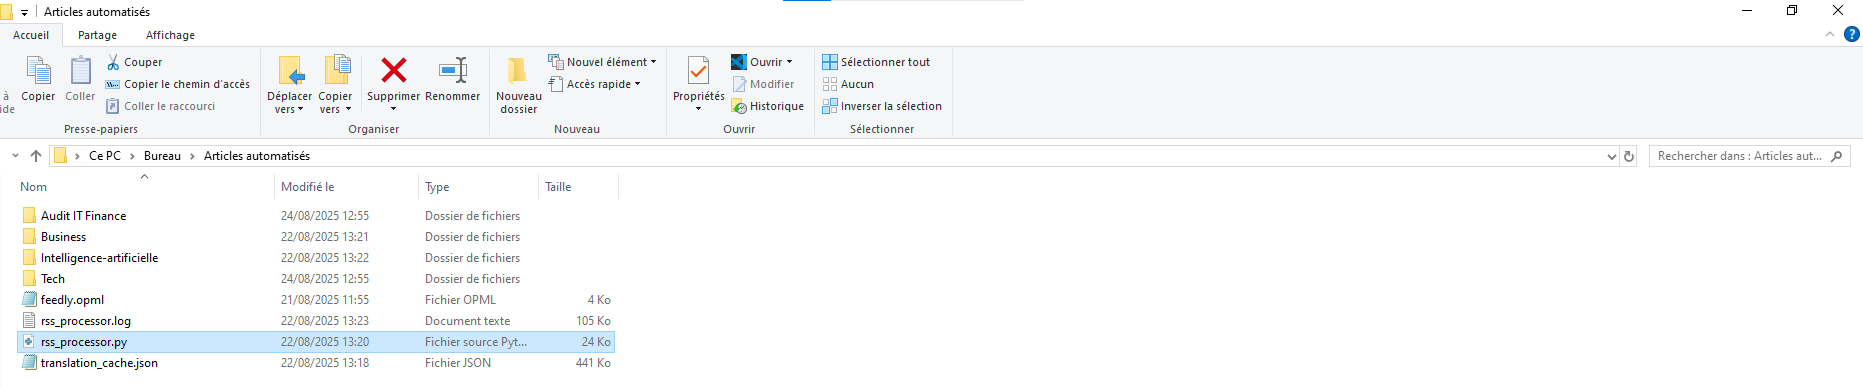 Articles automatisés
Accueil Partage Affichage
à
ide
Copier
Coller
Couper
Copier le chemin d'accès
Coller le raccourci
Presse-papiers
Déplacer vers
Copier vers
Supprimer
Renommer
Organiser
Nouveau dossier
Nouvel élément
Accès rapide
Nouveau
Propriétés
Ouvrir
Modifier
Historique
Ouvrir
Sélectionner tout
Aucun
Inverser la sélection
Sélectionner
Ce PC > Bureau > Articles automatisés
Rechercher dans : Articles aut...
Nom Modifié le Type Taille
Audit IT Finance 24/08/2025 12:55 Dossier de fichiers
Business 22/08/2025 13:21 Dossier de fichiers
Intelligence-artificielle 22/08/2025 13:22 Dossier de fichiers
Tech 24/08/2025 12:55 Dossier de fichiers
feedly.opml 21/08/2025 11:55 Fichier OPML 4 Ko
rss_processor.log 22/08/2025 13:23 Document texte 105 Ko
rss_processor.py 22/08/2025 13:20 Fichier source Pyt... 24 Ko
translation_cache.json 22/08/2025 13:18 Fichier JSON 441 Ko